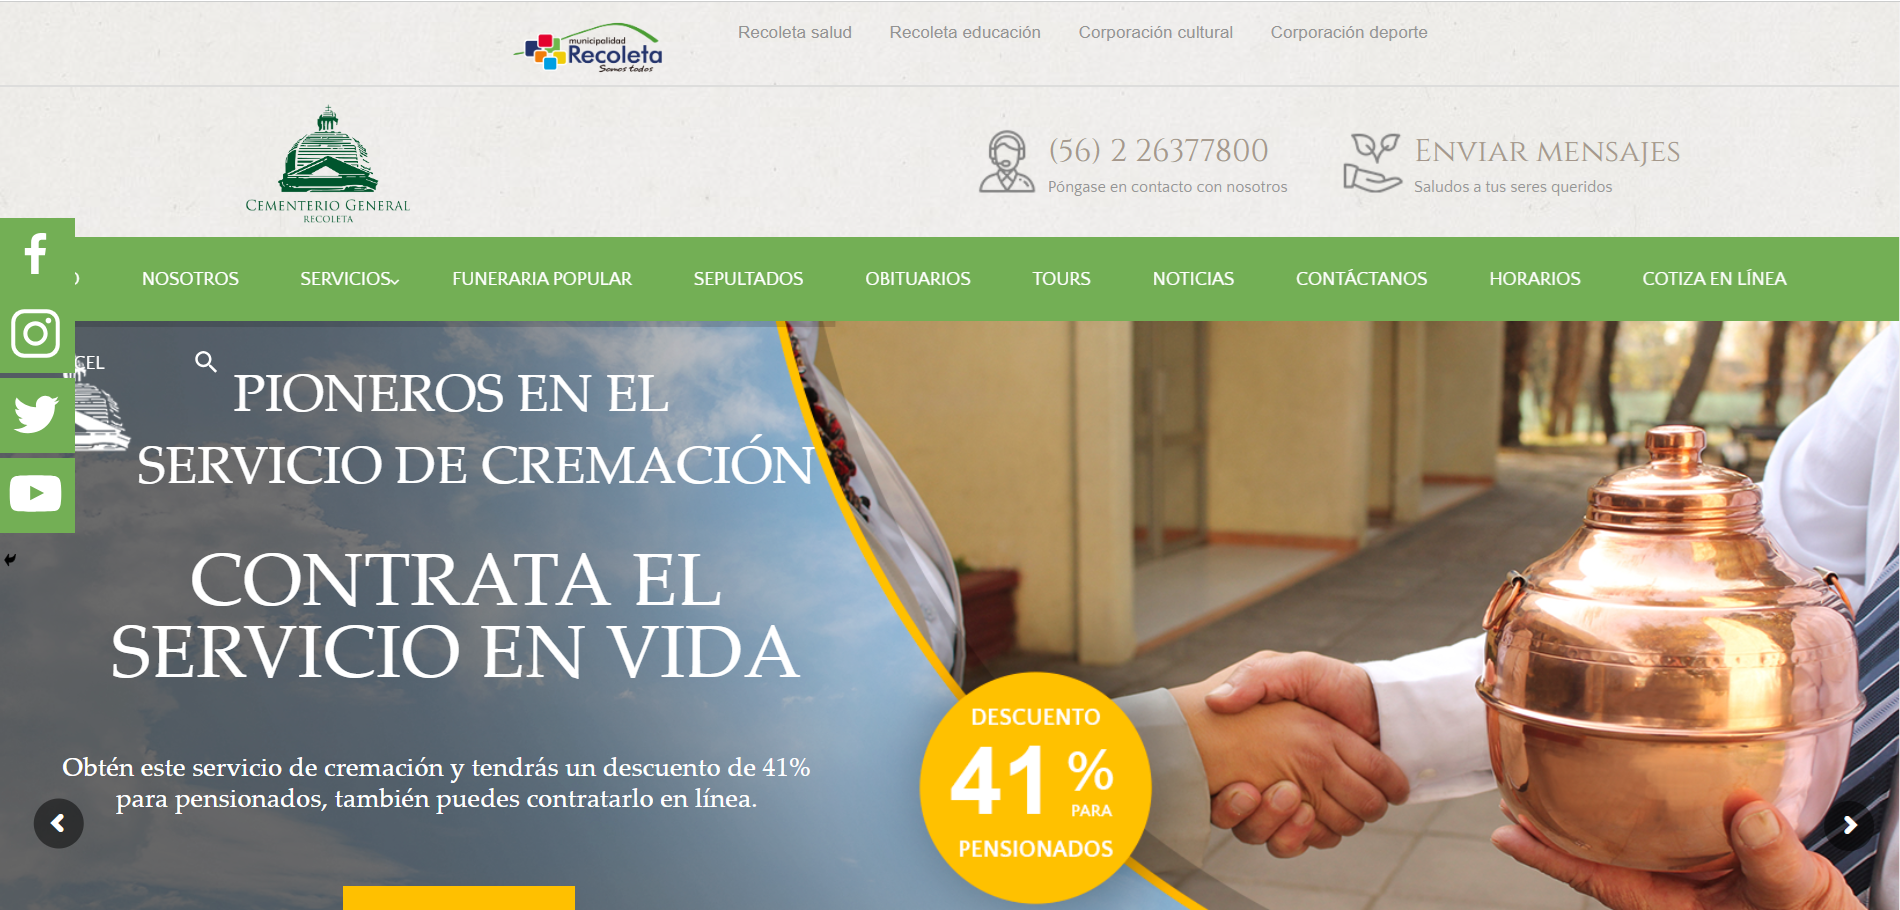 municipalidad
Recoleta
Somos todos
Recoleta salud
Recoleta educación
Corporación cultural
Corporación deporte
CEMENTERIO GENERAL
RECOLETA
(56) 2 26377800
Póngase en contacto con nosotros
ENVIAR MENSAJES
Saludos a tus seres queridos
NOSOTROS
SERVICIOS
FUNERARIA POPULAR
SEPULTADOS
OBITUARIOS
TOURS
NOTICIAS
CONTÁCTANOS
HORARIOS
COTIZA EN LÍNEA
CEL
PIONEROS EN EL
SERVICIO DE CREMACIÓN
CONTRATA EL
SERVICIO EN VIDA
Obtén este servicio de cremación y tendrás un descuento de 41%
para pensionados, también puedes contratarlo en línea.
DESCUENTO
41 %
PARA
PENSIONADOS